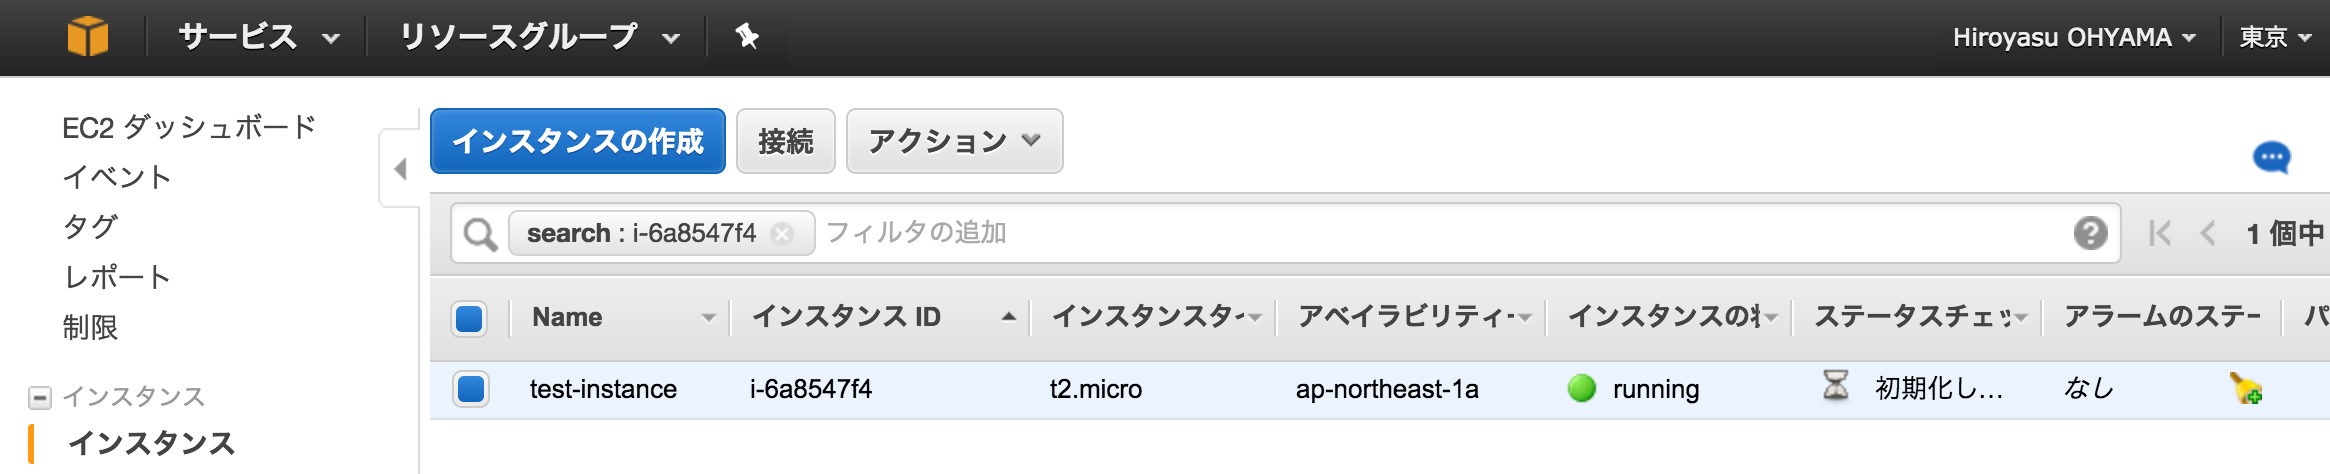 サービス リソースグループ Hiroyasu OHYAMA 東京
EC2 ダッシュボード
イベント
タグ
レポート
制限
インスタンス
インスタンス
インスタンスの作成 接続 アクション
search : i-6a8547f4 フィルタの追加 1 個中
Name インスタンス ID インスタンスタイ アベイラビリティー インスタンスの状 ステータスチェッ アラームのステー パ
test-instance i-6a8547f4 t2.micro ap-northeast-1a running 初期化し... なし